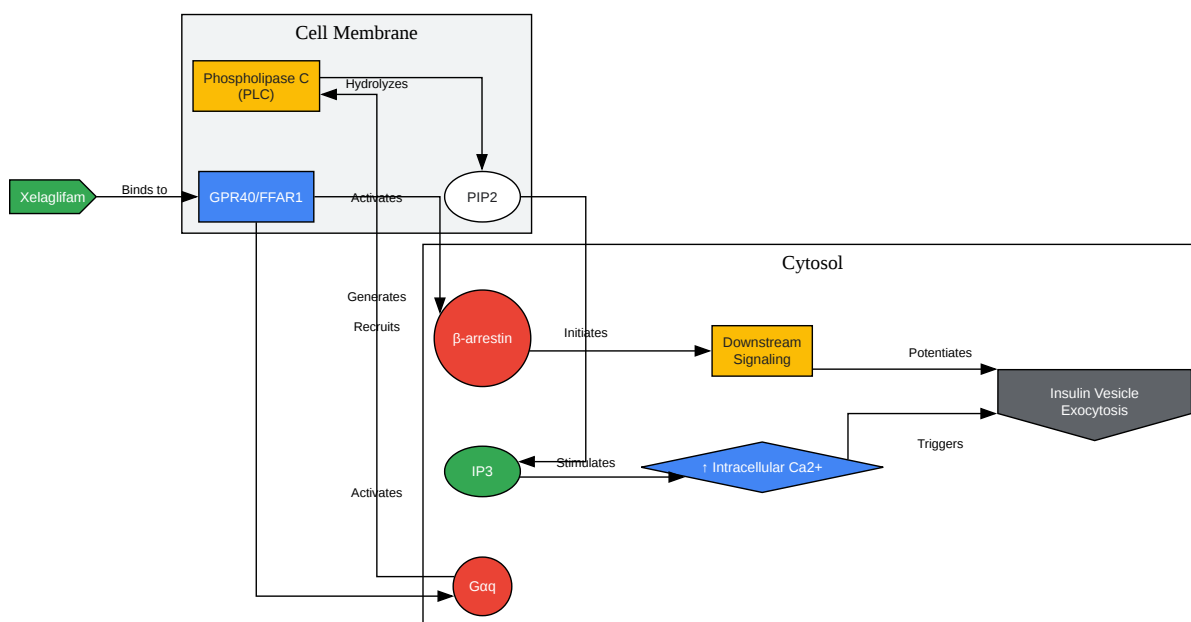 Cell Membrane
Phospholipase C
(PLC)
Hydrolyzes
Xelaglifam
Binds to
GPR40/FFAR1
Activates
PIP2
Cytosol
Generates
Recruits
β-arrestin
Initiates
Downstream
Signaling
Potentiates
Insulin Vesicle
Exocytosis
IP3
Stimulates
↑ Intracellular Ca2+
Triggers
Activates
Gαq